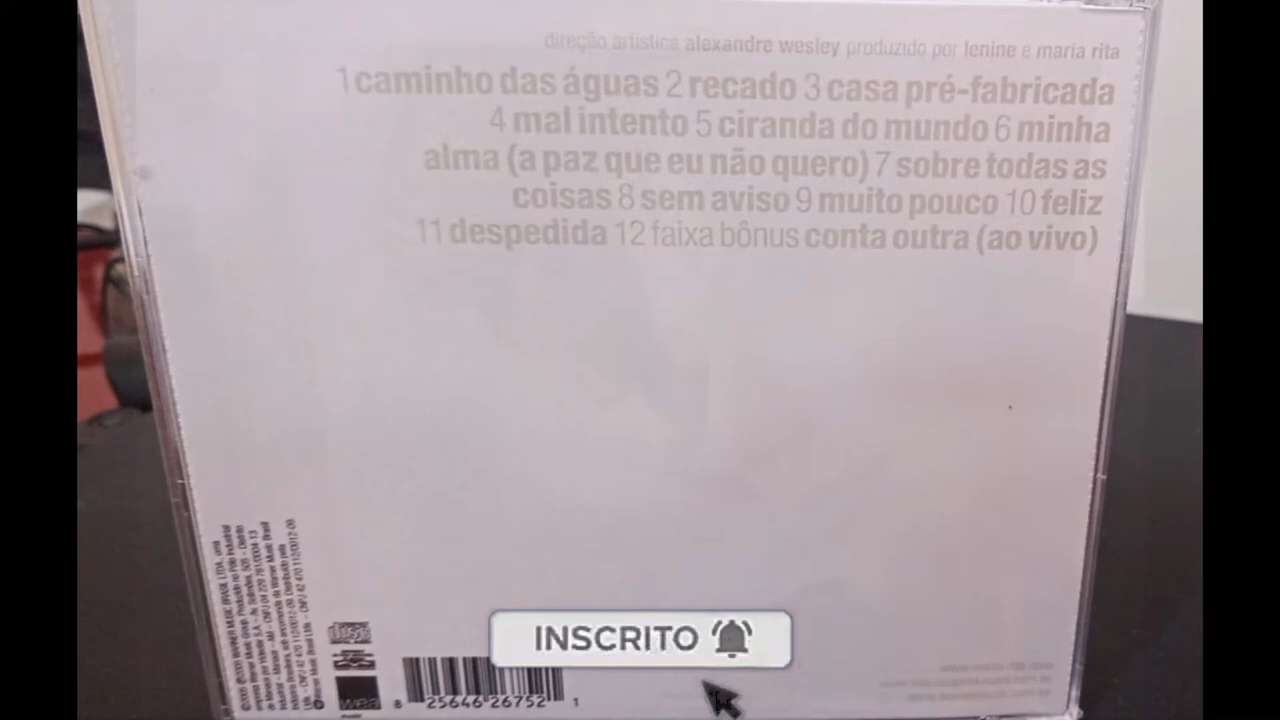 direção artística alexandre wesley produzido por lenine e maria rita
1 caminho das águas 2 recado 3 casa pré-fabricada
4 mal intento 5 ciranda do mundo 6 minha
alma (a paz que eu não quero) 7 sobre todas as
coisas 8 sem aviso 9 muito pouco 10 feliz
11 despedida 12 faixa bônus conta outra (ao vivo)
INSCRITO
wea
8 25646 26752 1